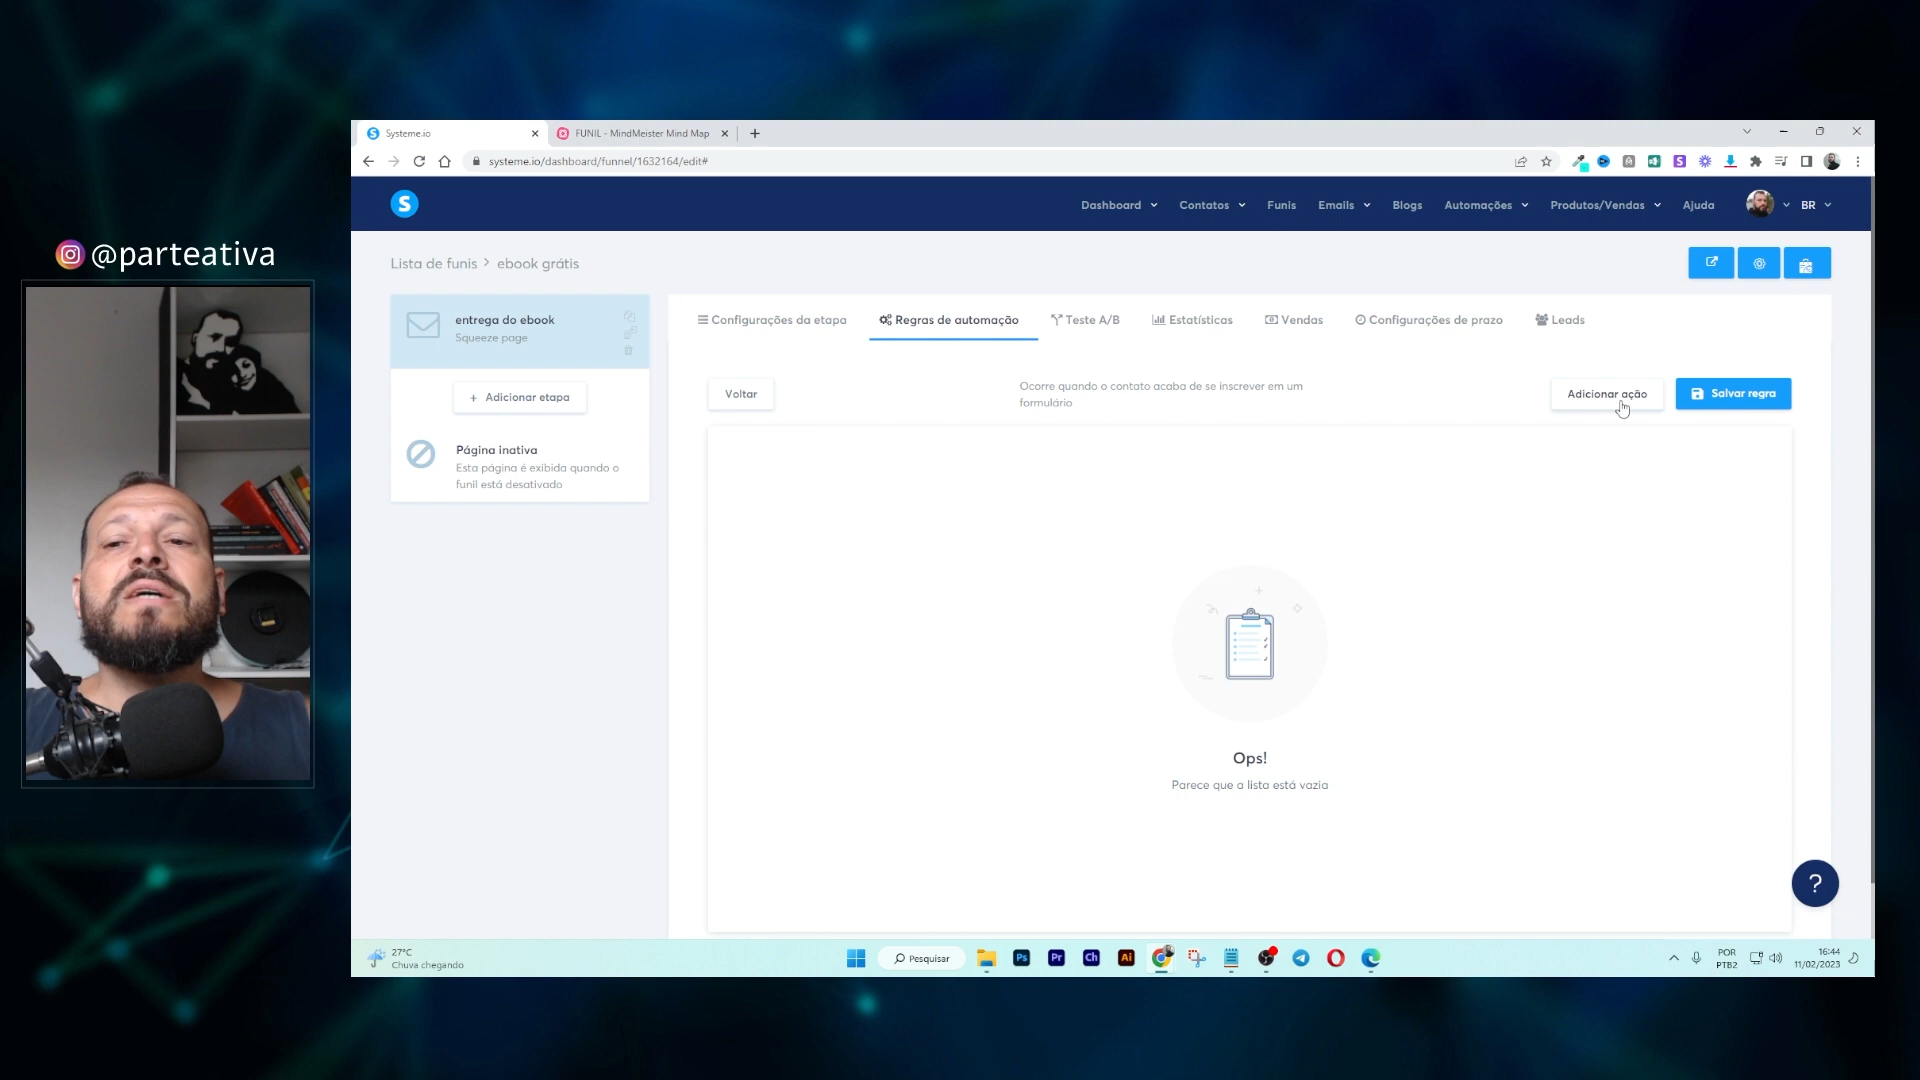 @parteativa
Systeme.io
FUNIL - MindMeister Mind Map
systeme.io/dashboard/funnel/1632164/edit#
S
Dashboard
Contatos
Funis
Emails
Blogs
Automações
Produtos/Vendas
Ajuda
BR
Lista de funis > ebook grátis
entrega do ebook
Squeeze page
+ Adicionar etapa
Página inativa
Esta página é exibida quando o
funil está desativado
Configurações da etapa
Regras de automação
Teste A/B
Estatísticas
Vendas
Configurações de prazo
Leads
Voltar
Ocorre quando o contato acaba de se inscrever em um
formulário
Adicionar ação
Salvar regra
Ops!
Parece que a lista está vazia
?
27°C
Chuva chegando
Pesquisar
Ps
Pr
Ch
Ai
POR
PTB2
16:44
11/02/2023